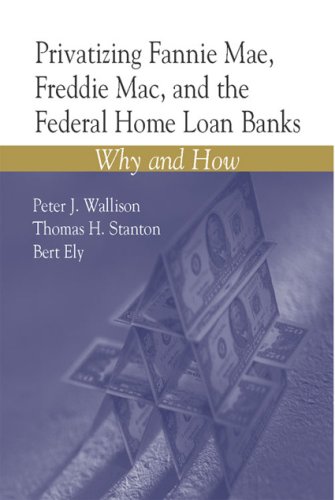 Privatizing Fannie Mae,
Freddie Mac, and the
Federal Home Loan Banks
Why and How
Peter J. Wallison
Thomas H. Stanton
Bert Ely